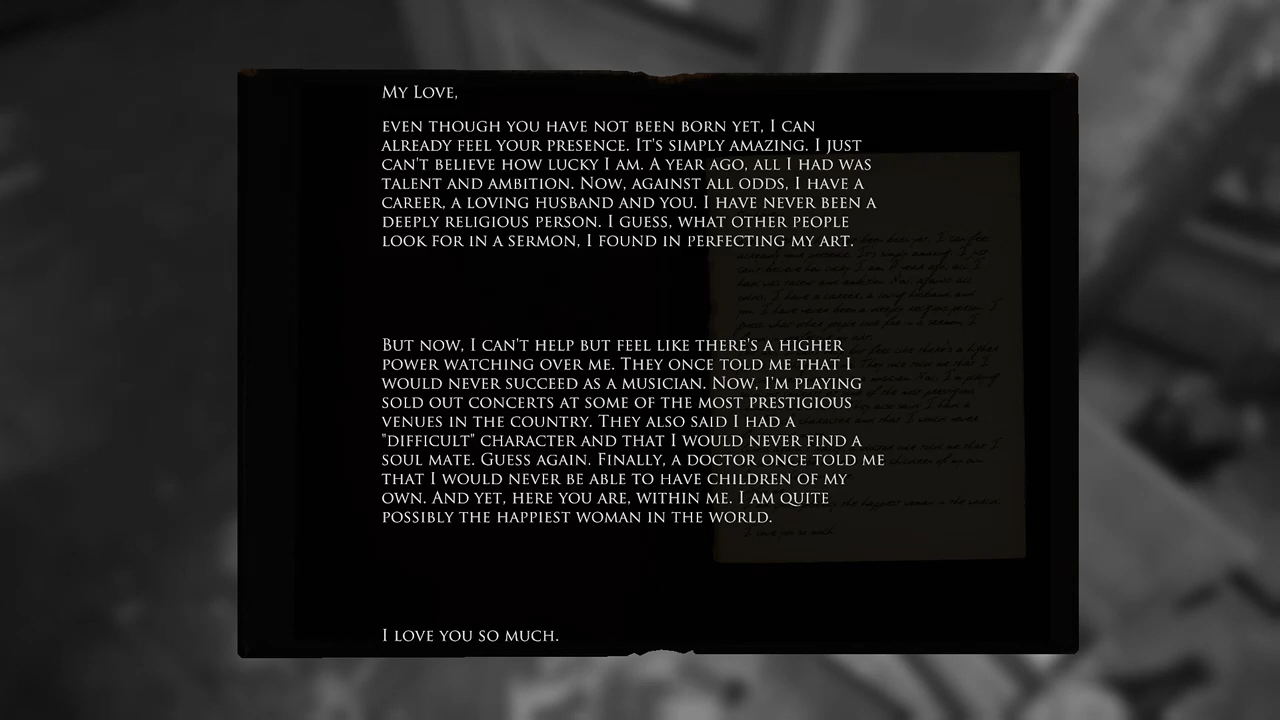 My Love,
even though you have not been born yet, I can
already feel your presence. It's simply amazing. I just
can't believe how lucky I am. A year ago, all I had was
talent and ambition. Now, against all odds, I have a
career, a loving husband and you. I have never been a
deeply religious person. I guess, what other people
look for in a sermon, I found in perfecting my art.
But now, I can't help but feel like there's a higher
power watching over me. They once told me that I
would never succeed as a musician. Now, I'm playing
sold out concerts at some of the most prestigious
venues in the country. They also said I had a
"difficult" character and that I would never find a
soul mate. Guess again. Finally, a doctor once told me
that I would never be able to have children of my
own. And yet, here you are, within me. I am quite
possibly the happiest woman in the world.
I love you so much.